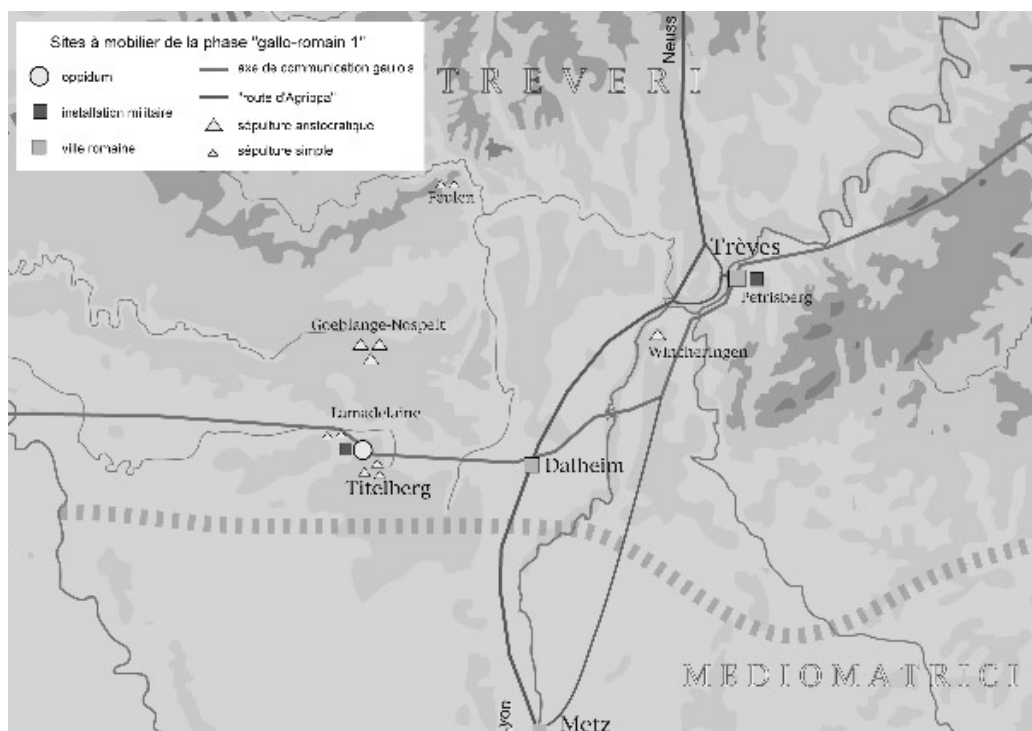 Sites à mobilier de la phase "gallo-romain 1"
oppidum
installation militaire
ville romaine
axe de communication gaulois
"route d'Agrippa"
sépulture aristocratique
sépulture simple
Neuss
TREVERI
Feulen
Trèves
Petrisberg
Goeblange-Nospelt
Wincheringen
Lamadelaine
Titelberg
Dalheim
MEDIOMATRICI
yon
Metz